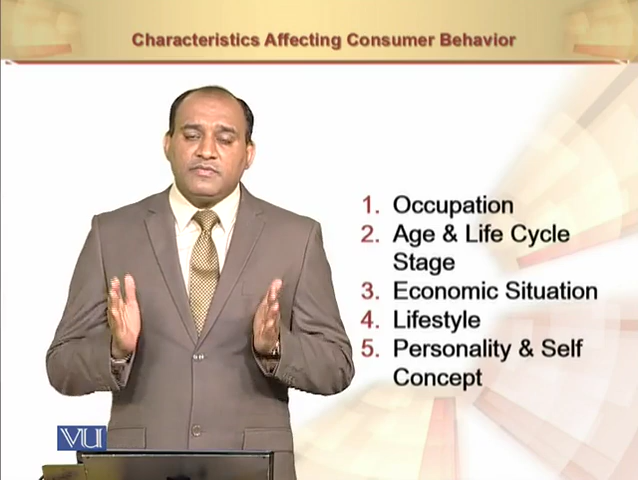 Characteristics Affecting Consumer Behavior
1. Occupation
2. Age & Life Cycle
Stage
3. Economic Situation
4. Lifestyle
5. Personality & Self
Concept
VU